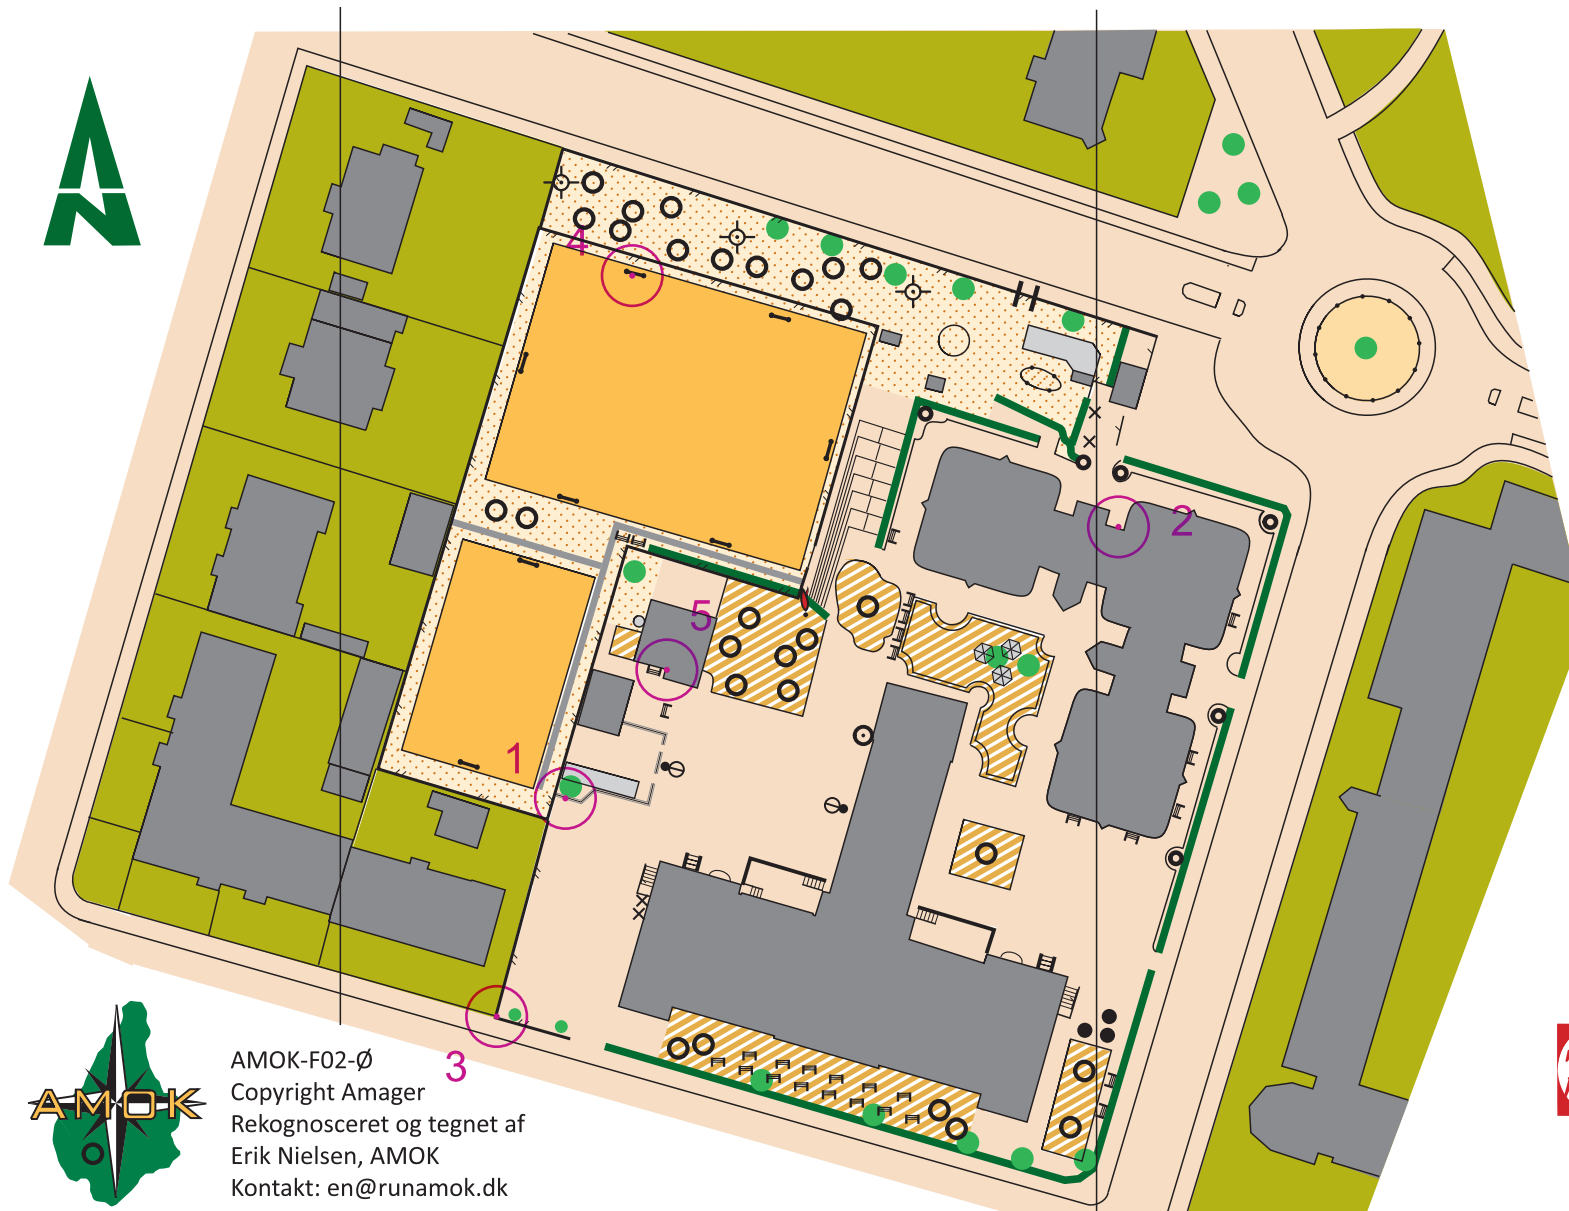 4
2
5
1
3
AMOK
AMOK-F02-Ø
Copyright Amager
Rekognosceret og tegnet af
Erik Nielsen, AMOK
Kontakt: en@runamok.dk